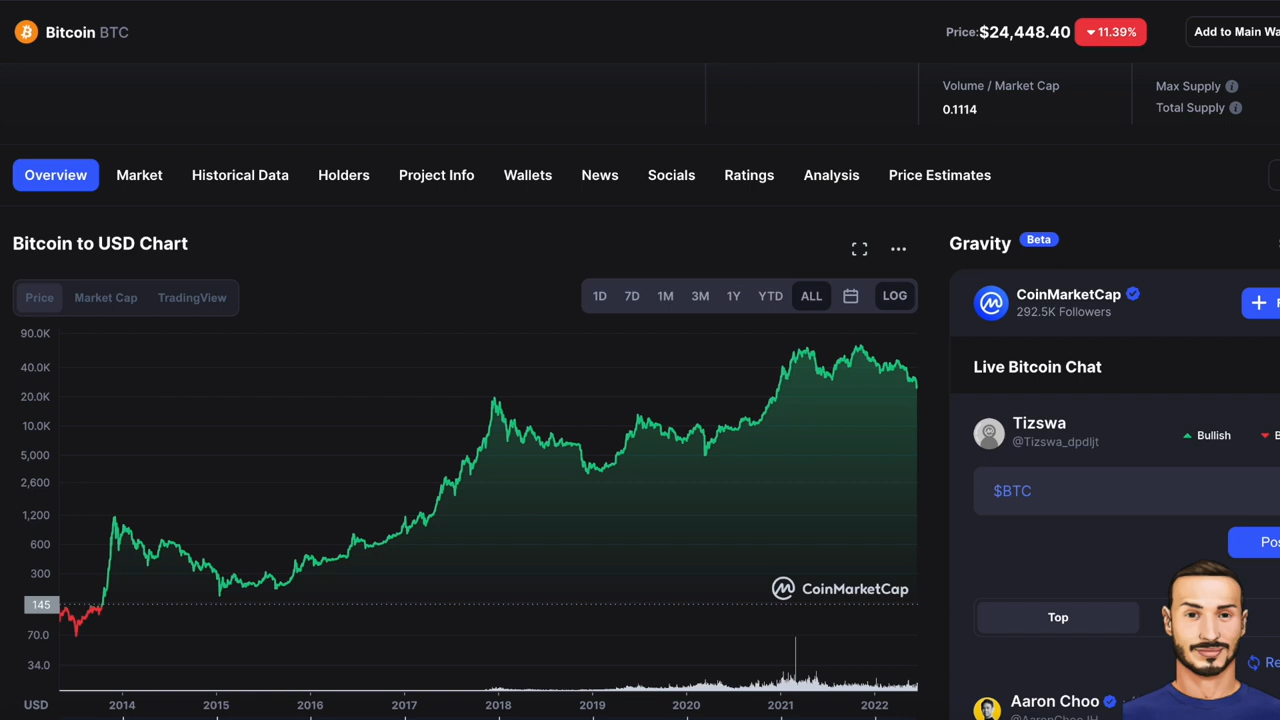 Bitcoin BTC
Price: $24,448.40 11.39%
Add to Main Wa
Volume / Market Cap
0.1114
Max Supply
Total Supply
Overview Market Historical Data Holders Project Info Wallets News Socials Ratings Analysis Price Estimates
Bitcoin to USD Chart
Price Market Cap TradingView
1D 7D 1M 3M 1Y YTD ALL LOG
90.0K
40.0K
20.0K
10.0K
5,000
2,600
1,200
600
300
145
70.0
34.0
CoinMarketCap
USD 2014 2015 2016 2017 2018 2019 2020 2021 2022
Gravity Beta
CoinMarketCap
292.5K Followers
Live Bitcoin Chat
Tizswa
@Tizswa_dpdljt
Bullish
$BTC
Pos
Top
Re
Aaron Choo